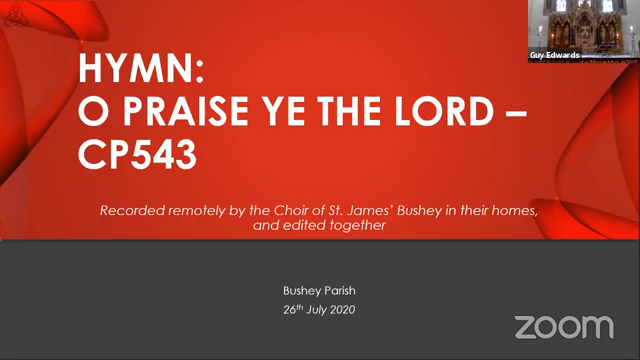 Guy Edwards
HYMN:
O PRAISE YE THE LORD –
CP543
Recorded remotely by the Choir of St. James’ Bushey in their homes,
and edited together
Bushey Parish
26th July 2020
zoom